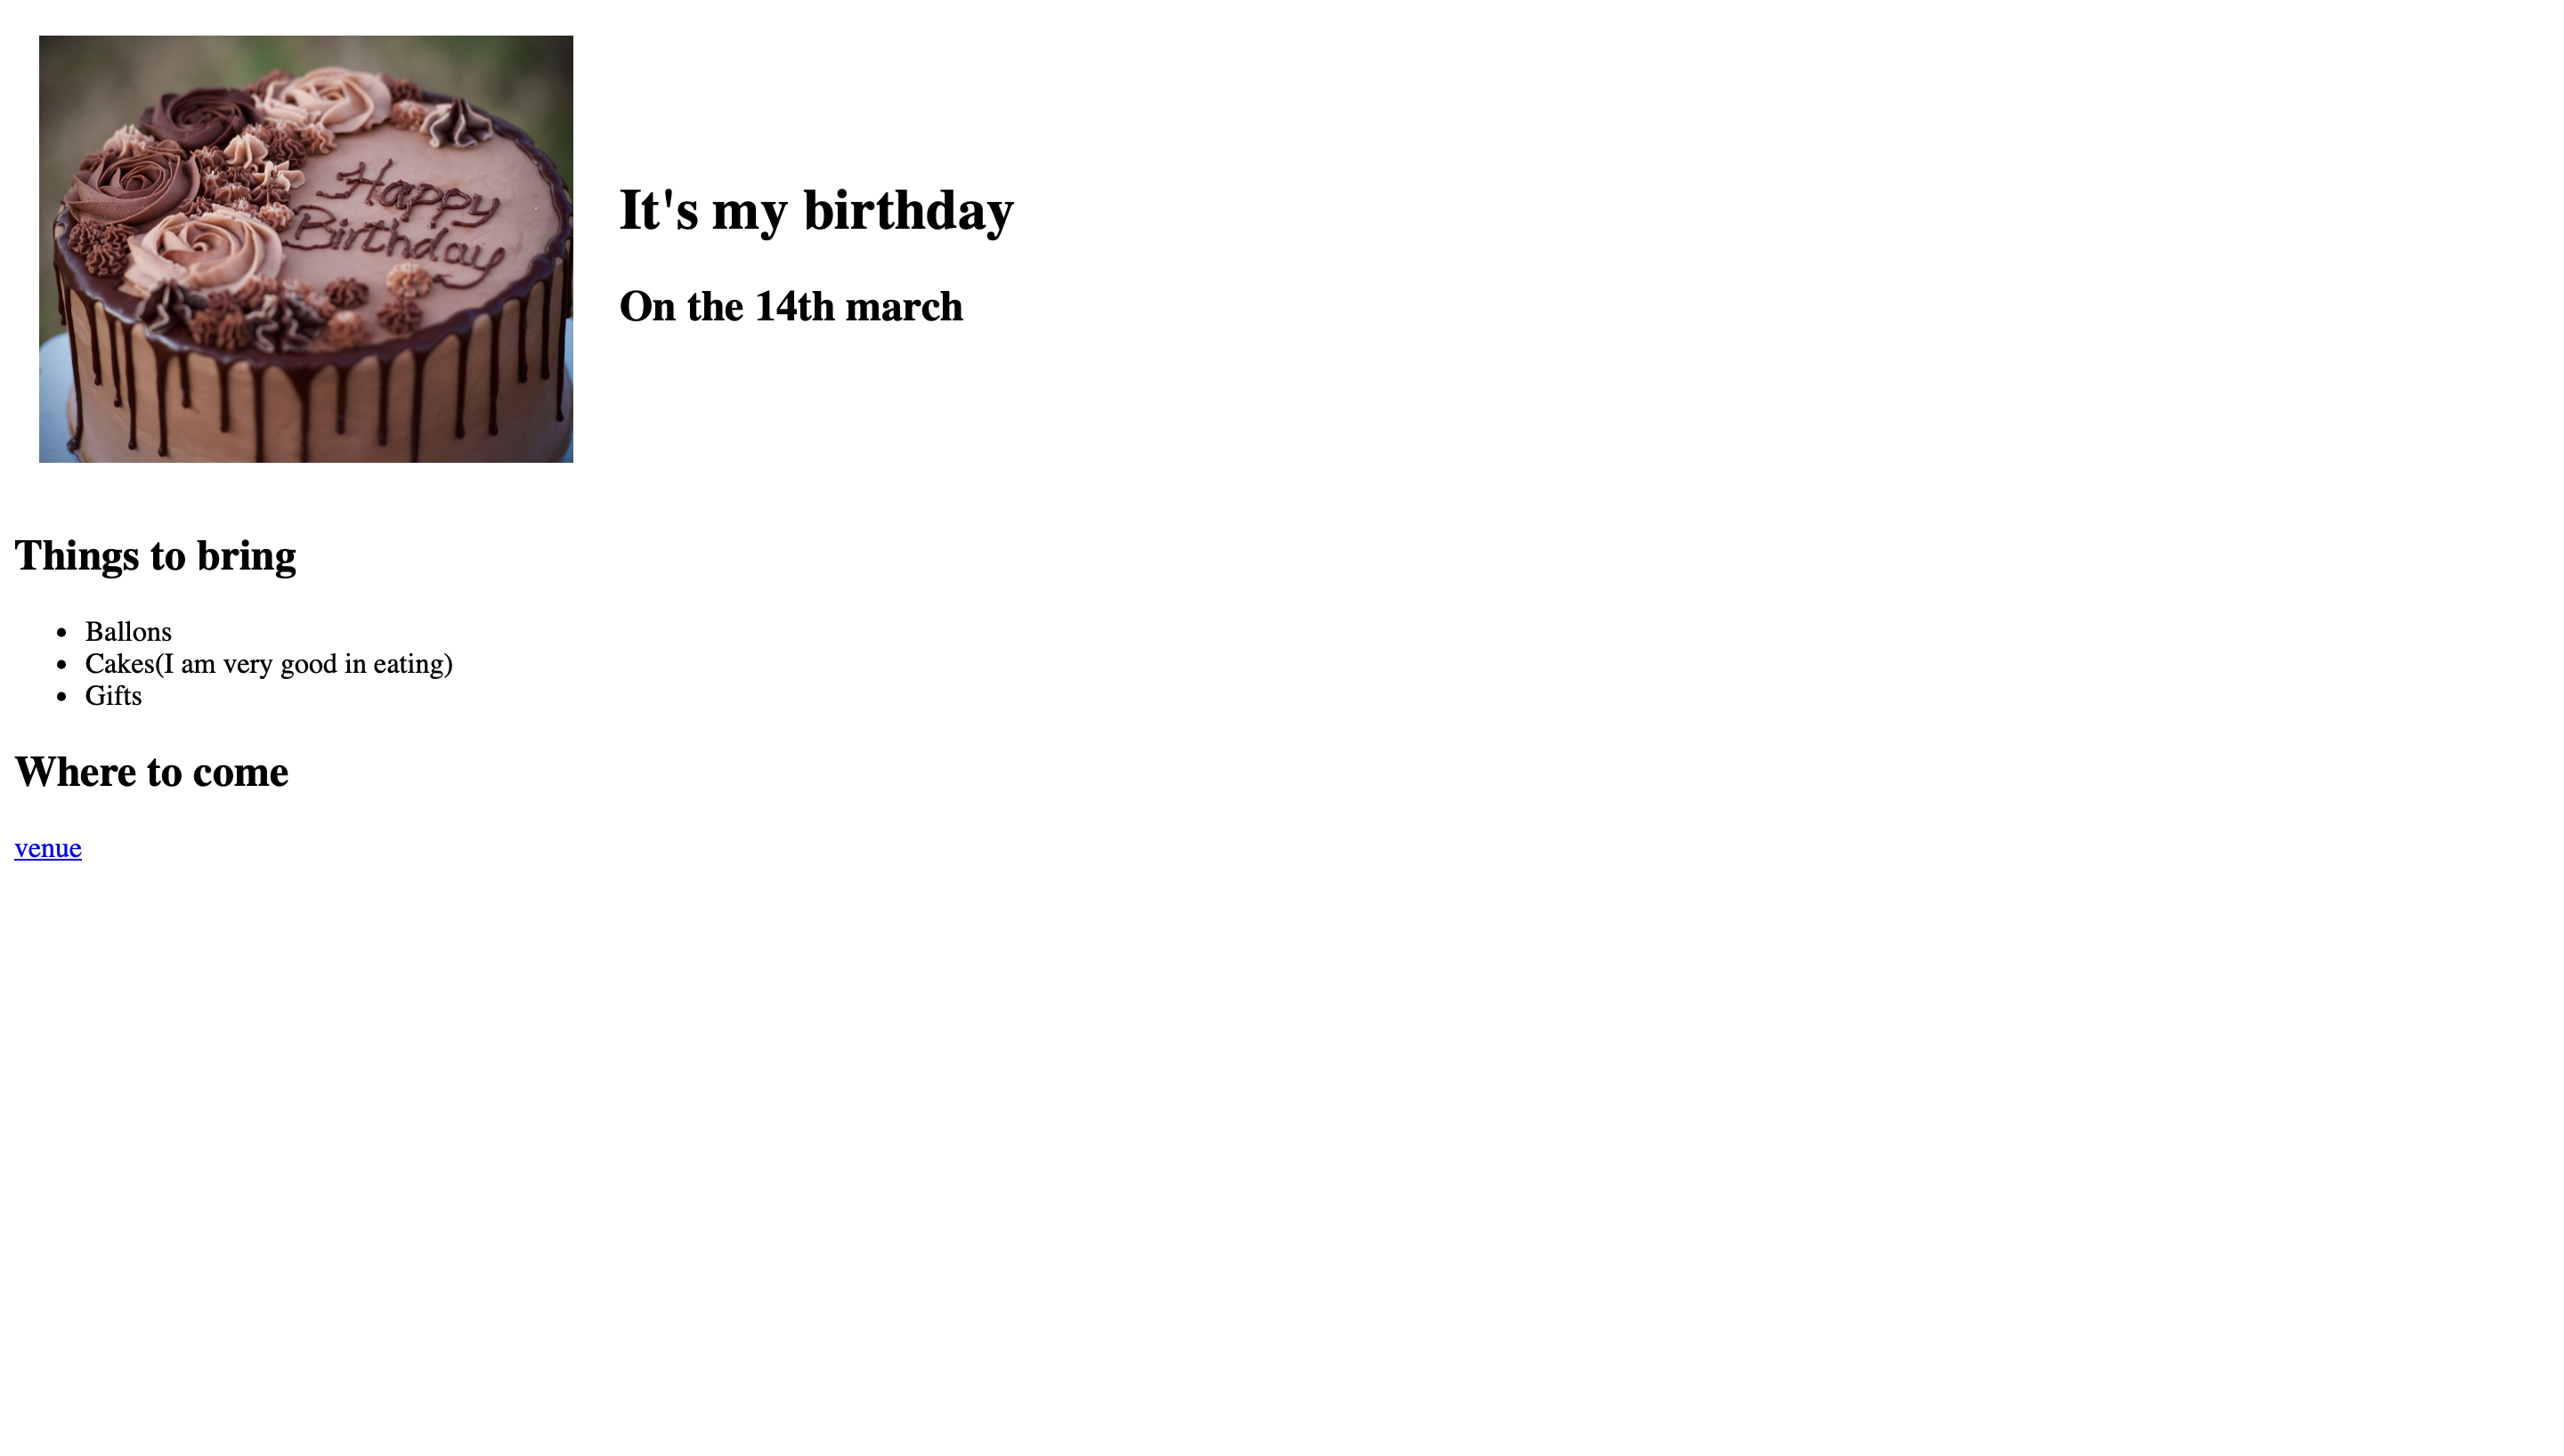 Happy
Birthday
It's my birthday
On the 14th march
Things to bring
Ballons
Cakes(I am very good in eating)
Gifts
Where to come
venue